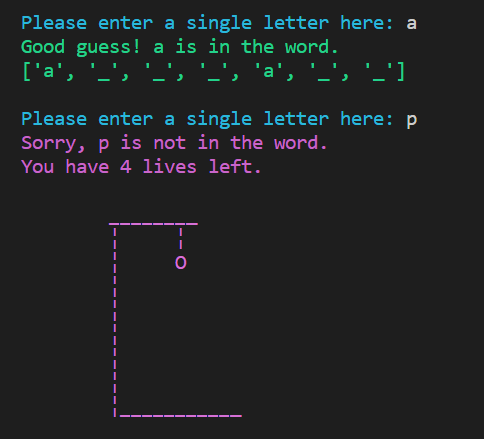 Please enter a single letter here: a
Good guess! a is in the word.
['a', '_', '_', '_', 'a', '_', '_']
Please enter a single letter here: p
Sorry, p is not in the word.
You have 4 lives left.